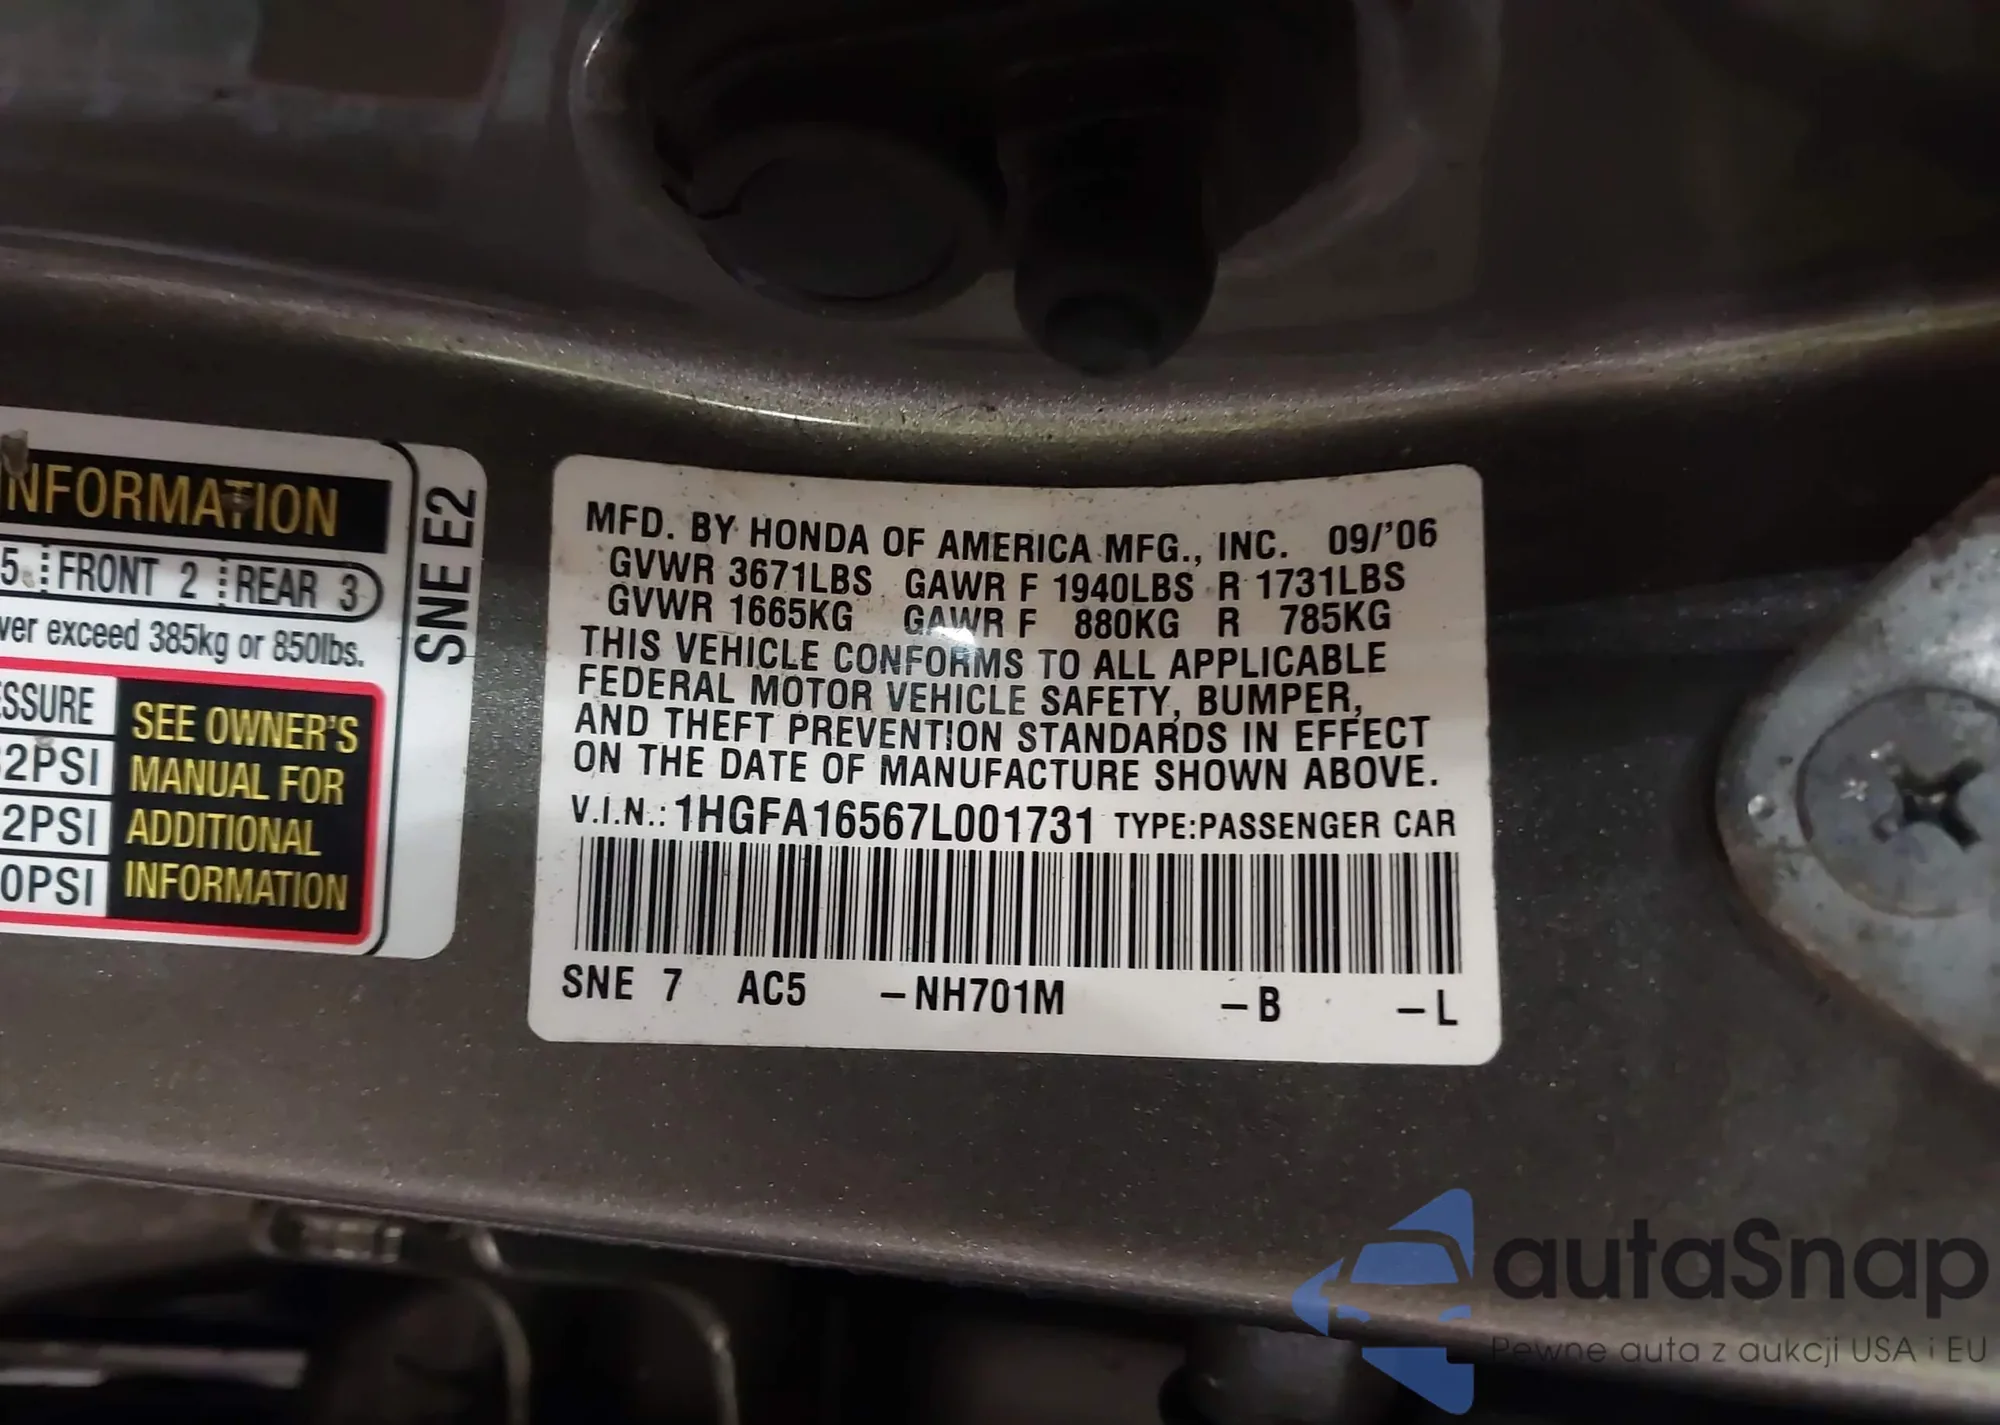 INFORMATION
5 FRONT 2 REAR 3
ver exceed 385kg or 850lbs.
SSURE
2PSI
2PSI
0PSI
SEE OWNER'S
MANUAL FOR
ADDITIONAL
INFORMATION
SNE E2
MFD. BY HONDA OF AMERICA MFG., INC. 09/'06
GVWR 3671LBS GAWR F 1940LBS R 1731LBS
GVWR 1665KG GAWR F 880KG R 785KG
THIS VEHICLE CONFORMS TO ALL APPLICABLE
FEDERAL MOTOR VEHICLE SAFETY, BUMPER,
AND THEFT PREVENTION STANDARDS IN EFFECT
ON THE DATE OF MANUFACTURE SHOWN ABOVE.
V.I.N.: 1HGFA16567L001731 TYPE:PASSENGER CAR
SNE 7 AC5 -NH701M -B -L
autaSnap
Pewne auta z aukcji USA i EU